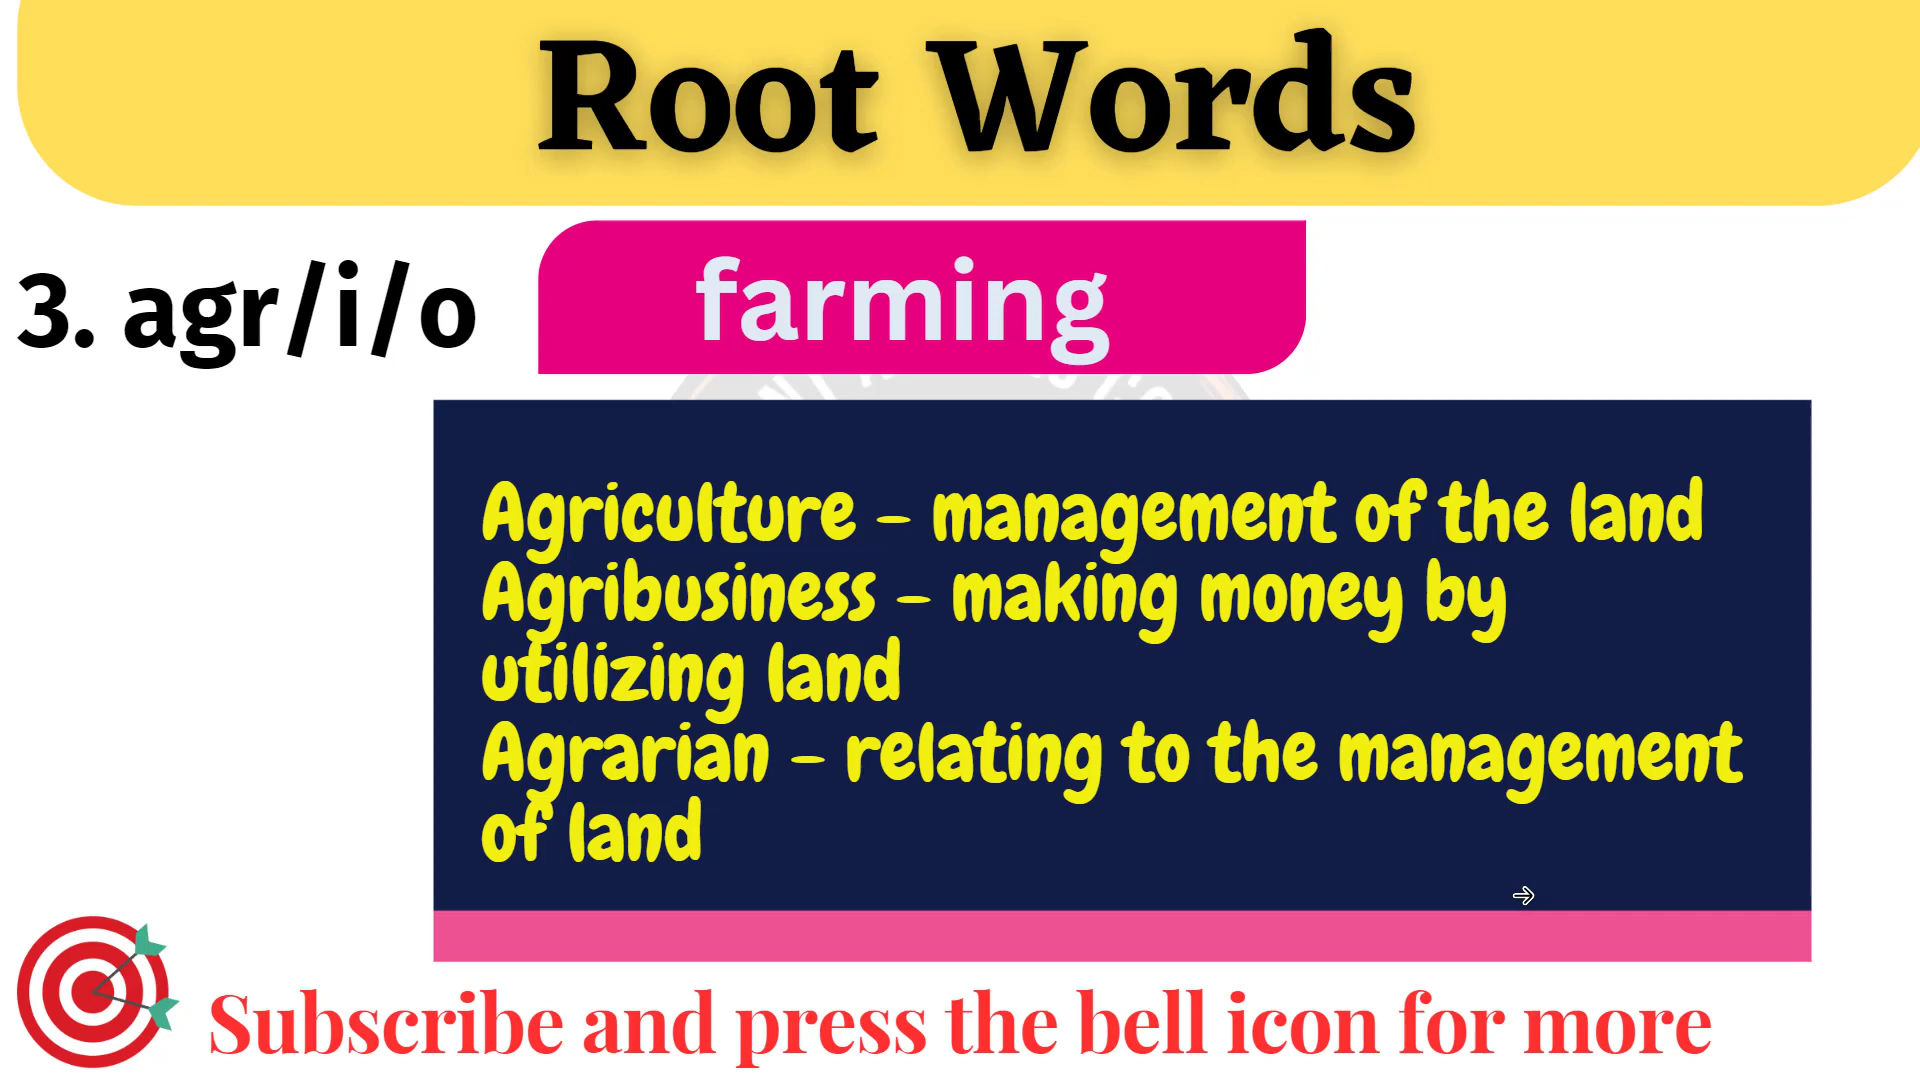 Root Words
3. agr/i/o
farming
Agriculture – management of the land
Agribusiness – making money by
utilizing land
Agrarian – relating to the management
of land
Subscribe and press the bell icon for more